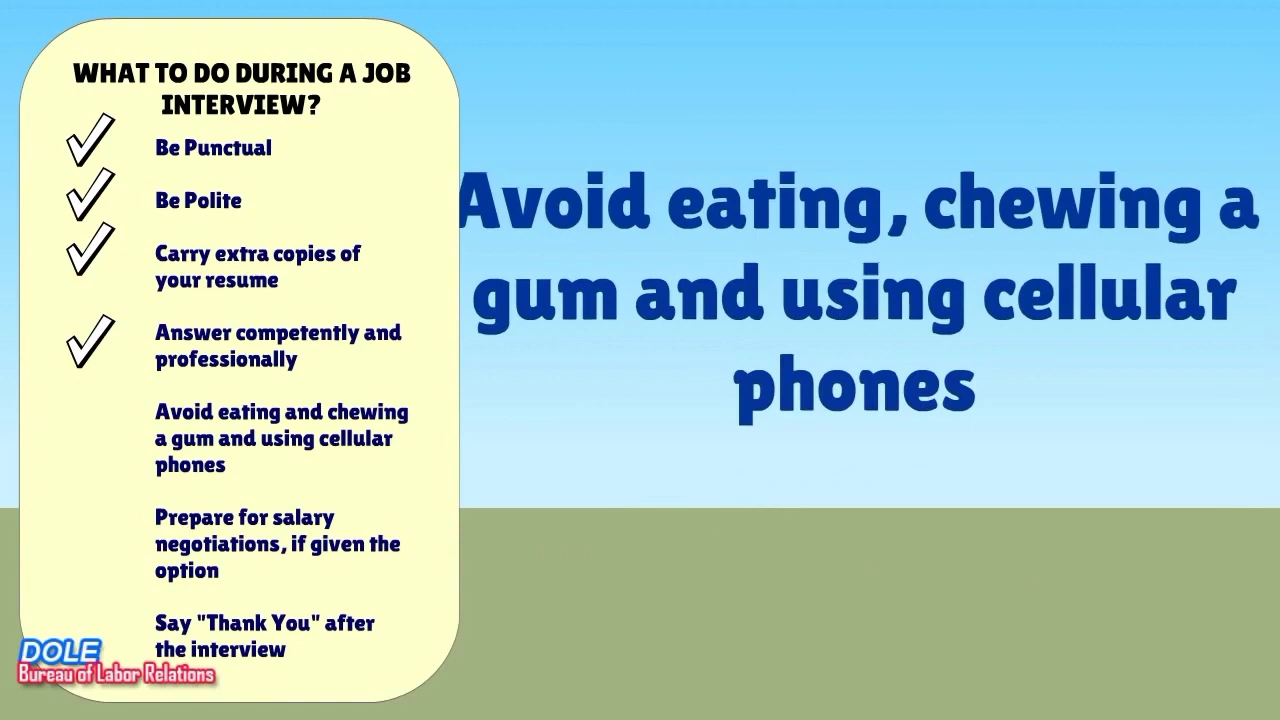 WHAT TO DO DURING A JOB
INTERVIEW?
Be Punctual
Be Polite
Carry extra copies of
your resume
Answer competently and
professionally
Avoid eating and chewing
a gum and using cellular
phones
Prepare for salary
negotiations, if given the
option
Say "Thank You" after
the interview
DOLE
Bureau of Labor Relations
Avoid eating, chewing a
gum and using cellular
phones